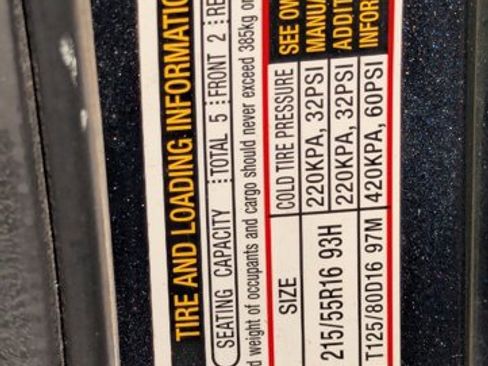 TIRE AND LOADING INFORMATIO
SEATING CAPACITY TOTAL 5 FRONT 2
d weight of occupants and cargo should never exceed 385kg or
SIZE COLD TIRE PRESSURE SEE OW
MANUA
ADDIT
INFOR
220KPA, 32PSI
215/55R16 93H 220KPA, 32PSI
T125/80D16 97M 420KPA, 60PSI